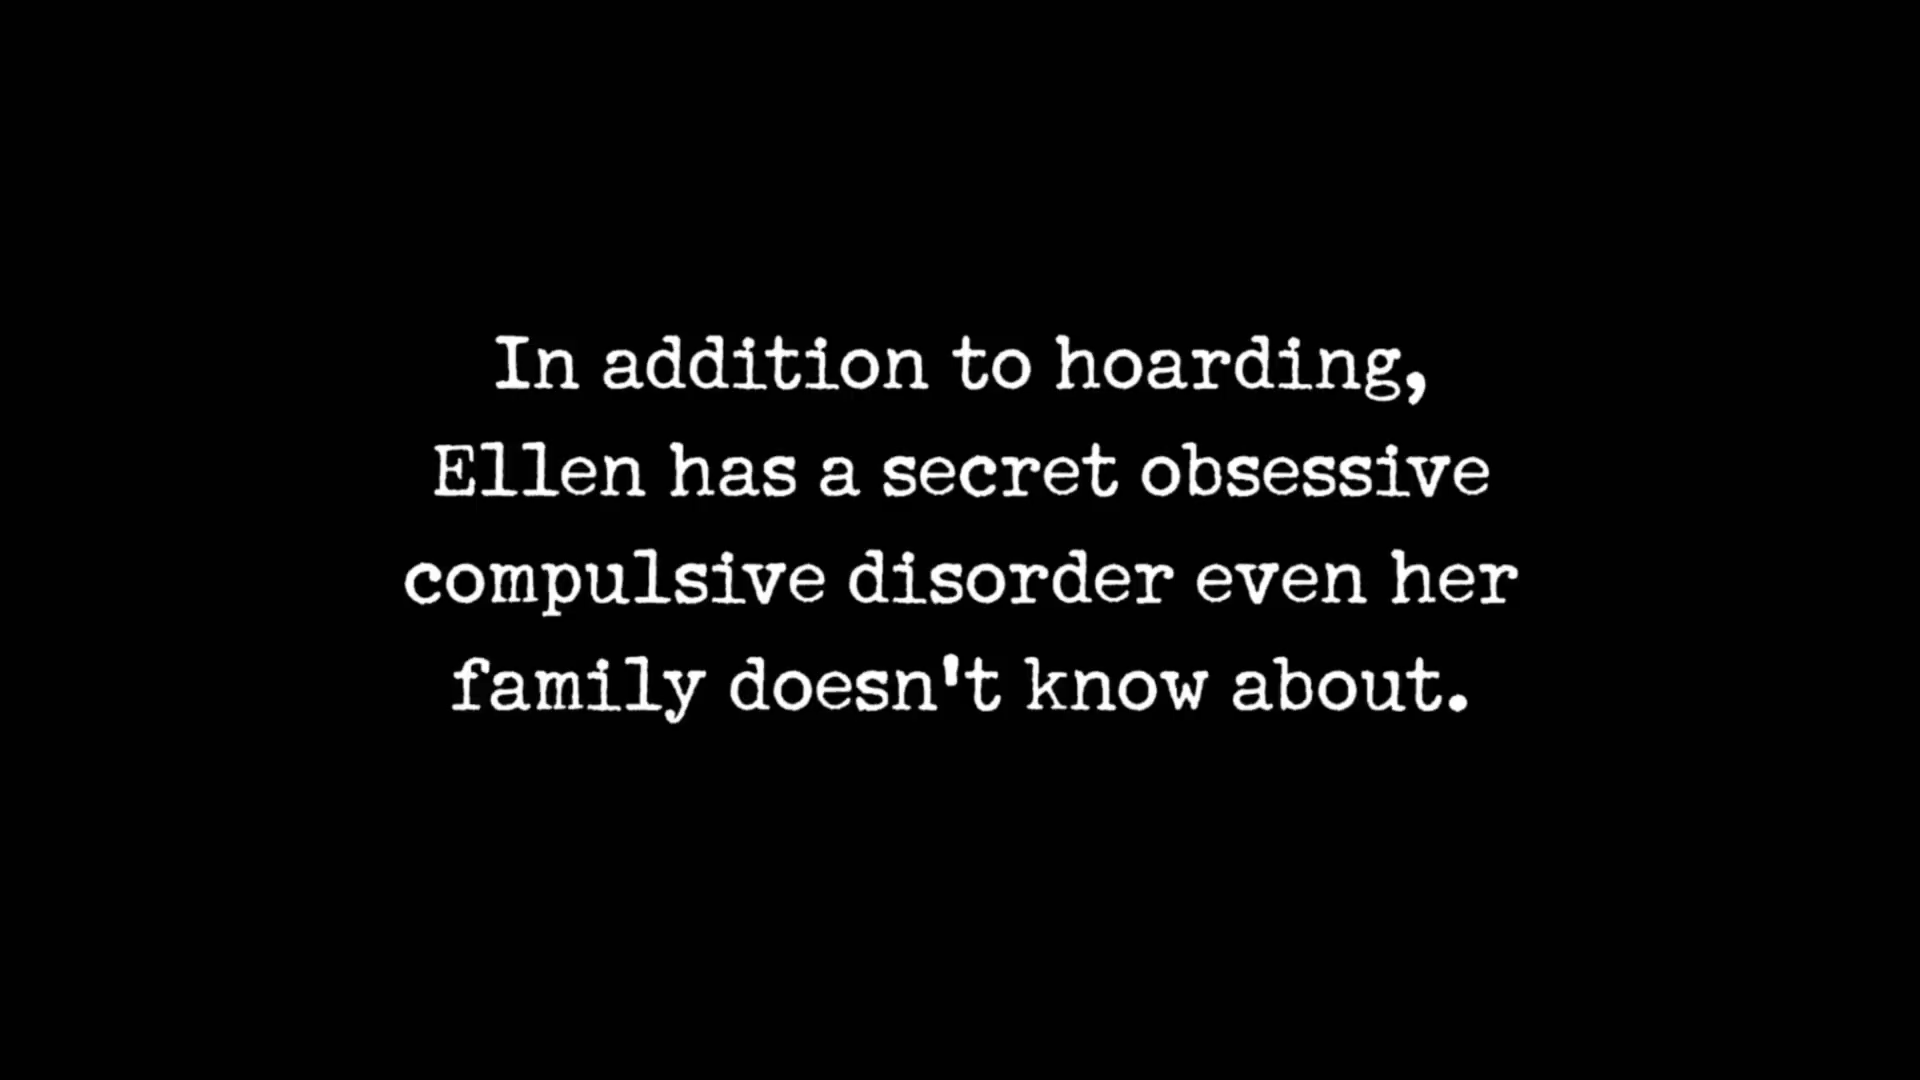 In addition to hoarding,
Ellen has a secret obsessive
compulsive disorder even her
family doesn't know about.